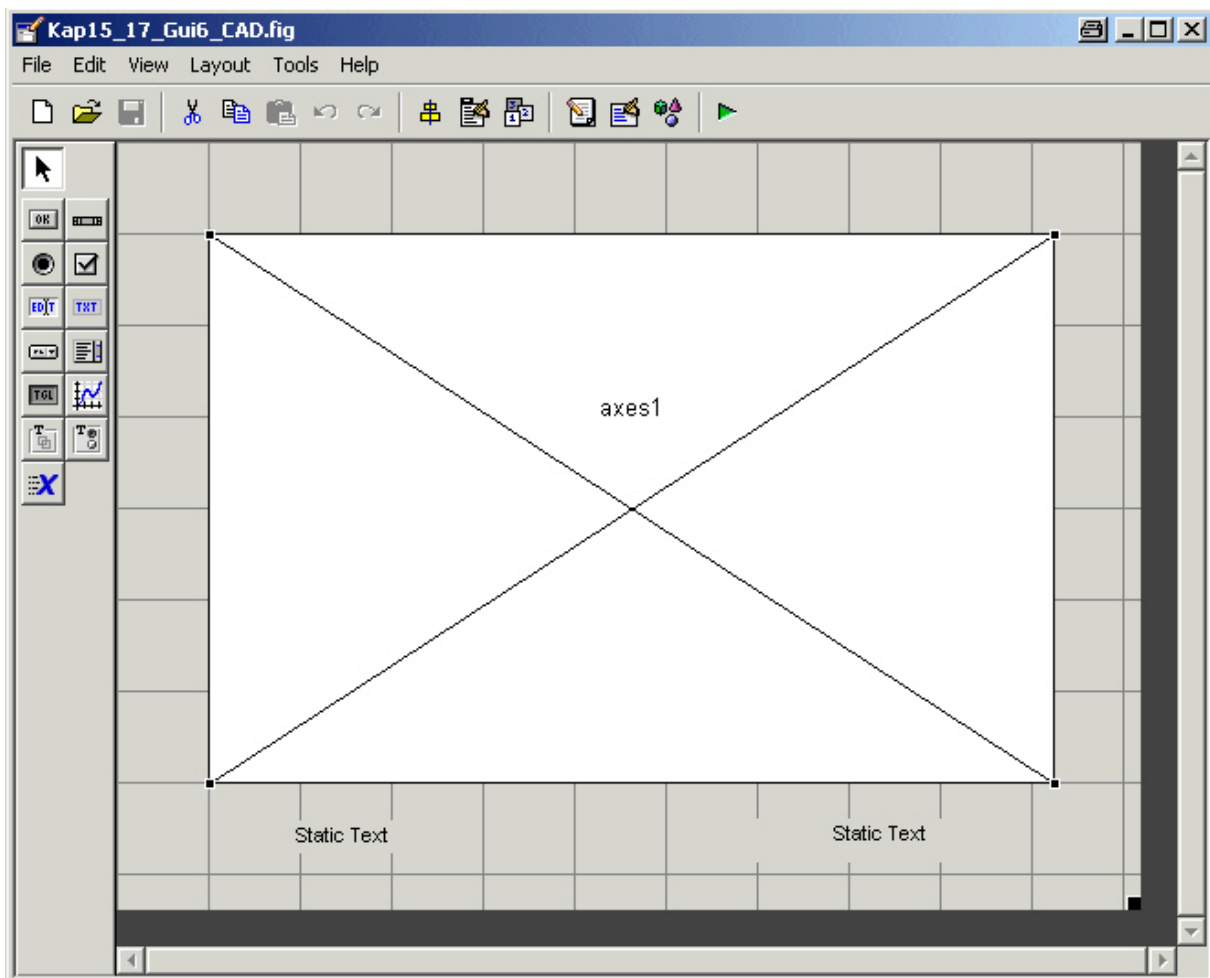 Kap15_17_Gui6_CAD.fig
File Edit View Layout Tools Help
OK
EDIT TXT
TGL
T T
X
axes1
Static Text Static Text